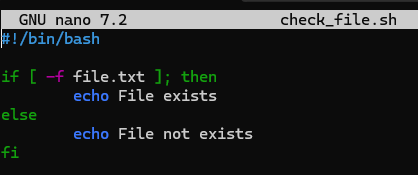 GNU nano 7.2 check_file.sh
#!/bin/bash
if [ -f file.txt ]; then
echo File exists
else
echo File not exists
fi